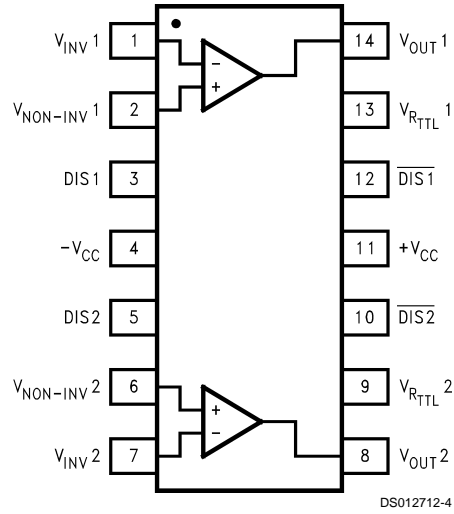 V_INV 1 1 14 V_OUT 1
− +
V_NON-INV 1 2 13 V_R_TTL 1
DIS1 3 12 D̅I̅S̅1̅
-V_CC 4 11 +V_CC
DIS2 5 10 D̅I̅S̅2̅
V_NON-INV 2 6 9 V_R_TTL 2
+ −
V_INV 2 7 8 V_OUT 2
DS012712-4